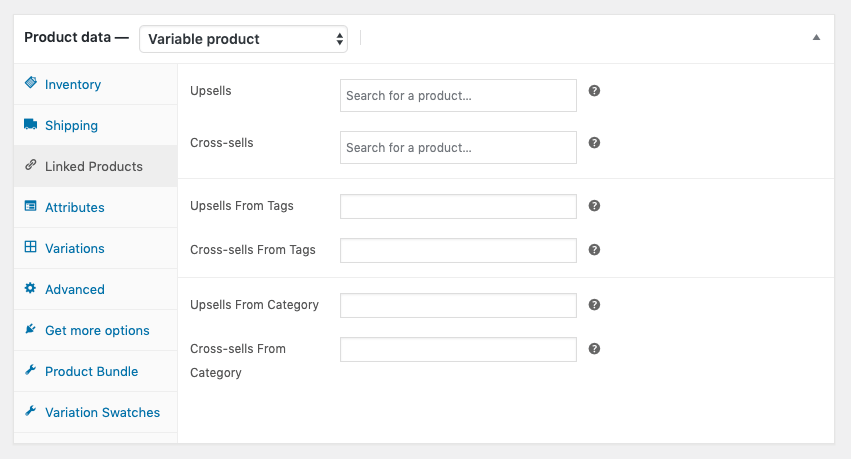 Product data — Variable product
Inventory
Shipping
Linked Products
Attributes
Variations
Advanced
Get more options
Product Bundle
Variation Swatches
Upsells Search for a product...
Cross-sells Search for a product...
Upsells From Tags
Cross-sells From Tags
Upsells From Category
Cross-sells From
Category